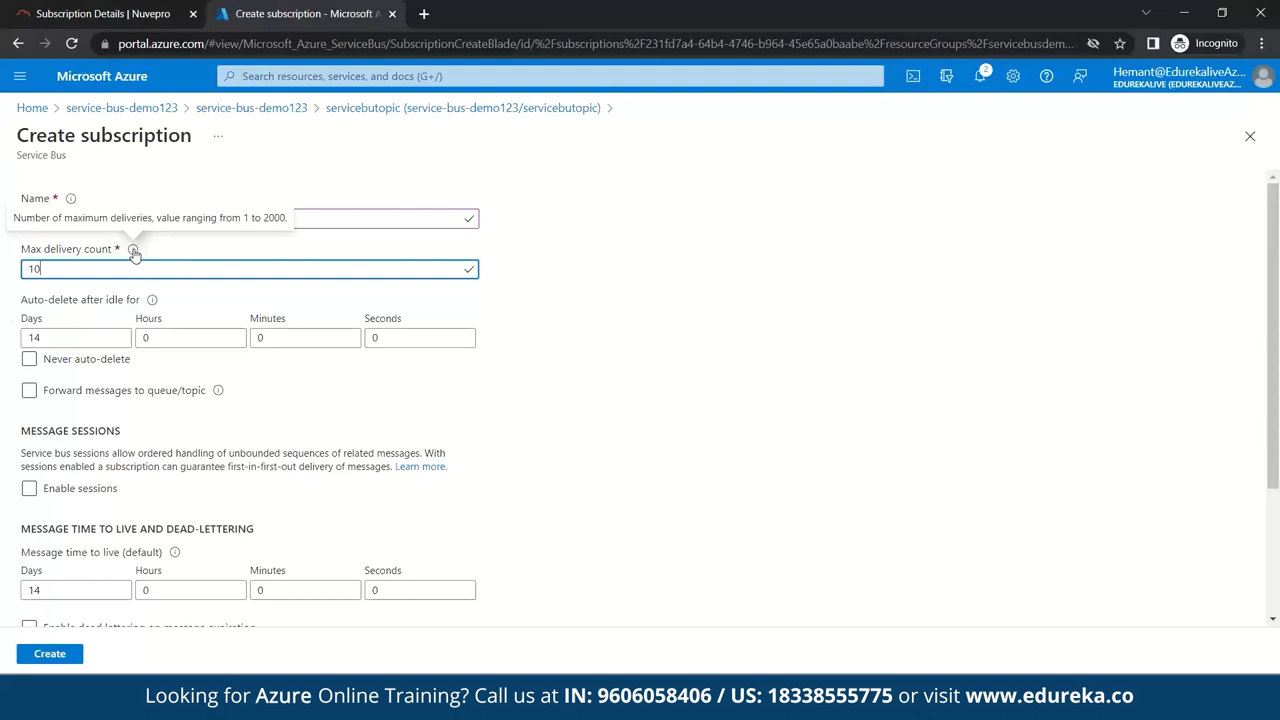 Subscription Details | Nuvepro
Create subscription - Microsoft A
portal.azure.com/#view/Microsoft_Azure_ServiceBus/SubscriptionCreateBlade/id/%2Fsubscriptions%2F231fd7a4-64b4-4746-b964-45e65a0baabe%2FresourceGroups%2Fservicebusdem...
Incognito
Microsoft Azure
Search resources, services, and docs (G+/)
2
Hemant@EdurekaliveAz...
EDUREKALIVE (EDUREKALIVEAZ...
Home > service-bus-demo123 > service-bus-demo123 > servicebutopic (service-bus-demo123/servicebutopic) >
Create subscription ...
Service Bus
Name *
Number of maximum deliveries, value ranging from 1 to 2000.
Max delivery count *
10
Auto-delete after idle for
Days Hours Minutes Seconds
14 0 0 0
Never auto-delete
Forward messages to queue/topic
MESSAGE SESSIONS
Service bus sessions allow ordered handling of unbounded sequences of related messages. With
sessions enabled a subscription can guarantee first-in-first-out delivery of messages. Learn more.
Enable sessions
MESSAGE TIME TO LIVE AND DEAD-LETTERING
Message time to live (default)
Days Hours Minutes Seconds
14 0 0 0
Enable dead lettering on message expiration
Create
Looking for Azure Online Training? Call us at IN: 9606058406 / US: 18338555775 or visit www.edureka.co